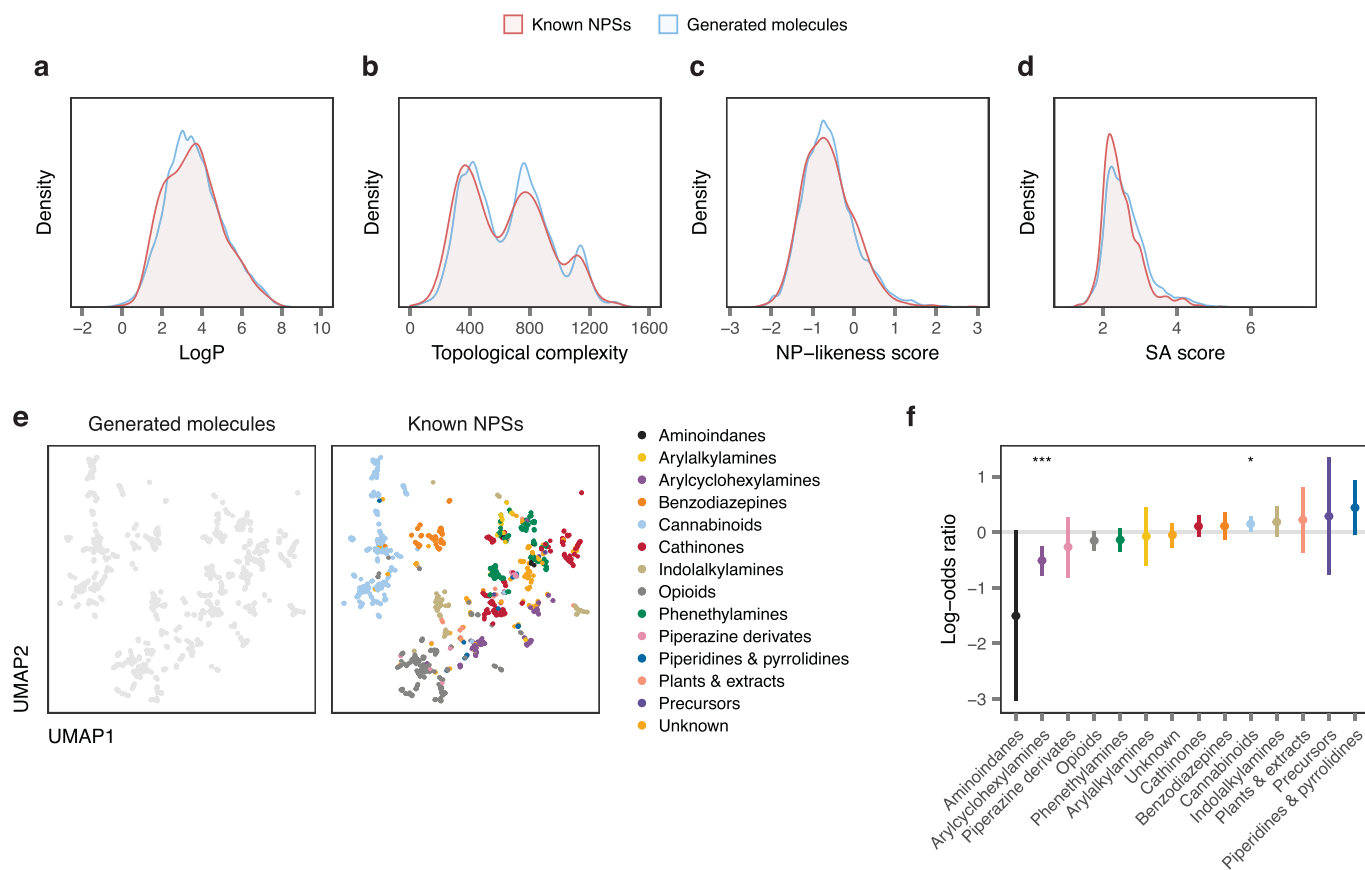 Known NPSs
Generated molecules
a
b
c
d
Density
Density
Density
Density
−2 0 2 4 6 8 10
0 400 800 1200 1600
−3 −2 −1 0 1 2 3
2 4 6
LogP
Topological complexity
NP−likeness score
SA score
e
Generated molecules
Known NPSs
UMAP2
UMAP1
Aminoindanes
Arylalkylamines
Arylcyclohexylamines
Benzodiazepines
Cannabinoids
Cathinones
Indolalkylamines
Opioids
Phenethylamines
Piperazine derivates
Piperidines & pyrrolidines
Plants & extracts
Precursors
Unknown
f
*** *
Log−odds ratio
1
0
−1
−2
−3
Aminoindanes
Arylcyclohexylamines
Piperazine derivates
Opioids
Phenethylamines
Arylalkylamines
Unknown
Cathinones
Benzodiazepines
Cannabinoids
Indolalkylamines
Plants & extracts
Precursors
Piperidines & pyrrolidines